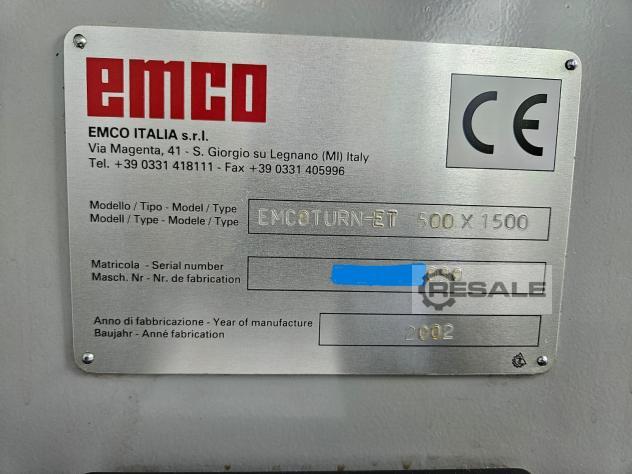 emco
CE
EMCO ITALIA s.r.l.
Via Magenta, 41 - S. Giorgio su Legnano (MI) Italy
Tel. +39 0331 418111 - Fax +39 0331 405996
Modello / Tipo - Model / Type
Modell / Type - Modele / Type
EMCOTURN-ET 500 X 1500
Matricola - Serial number
Masch. Nr - Nr. de fabrication
RESALE
Anno di fabbricazione - Year of manufacture
Baujahr - Anné fabrication
2002